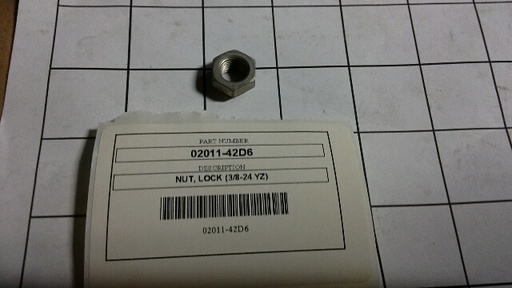 PART NUMBER
02011-42D6
DESCRIPTION
NUT, LOCK (3/8-24 YZ)
02011-42D6